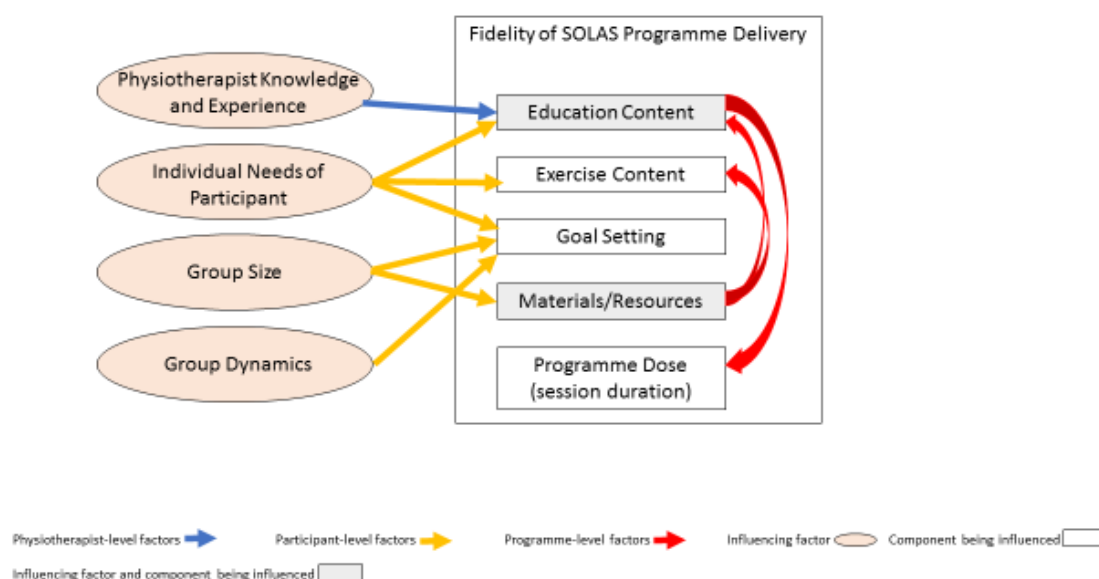 Fidelity of SOLAS Programme Delivery
Physiotherapist Knowledge
and Experience
Education Content
Individual Needs of
Participant
Exercise Content
Goal Setting
Group Size
Materials/Resources
Group Dynamics
Programme Dose
(session duration)
Physiotherapist-level factors
Participant-level factors
Programme-level factors
Influencing factor
Component being influenced
Influencing factor and component being influenced